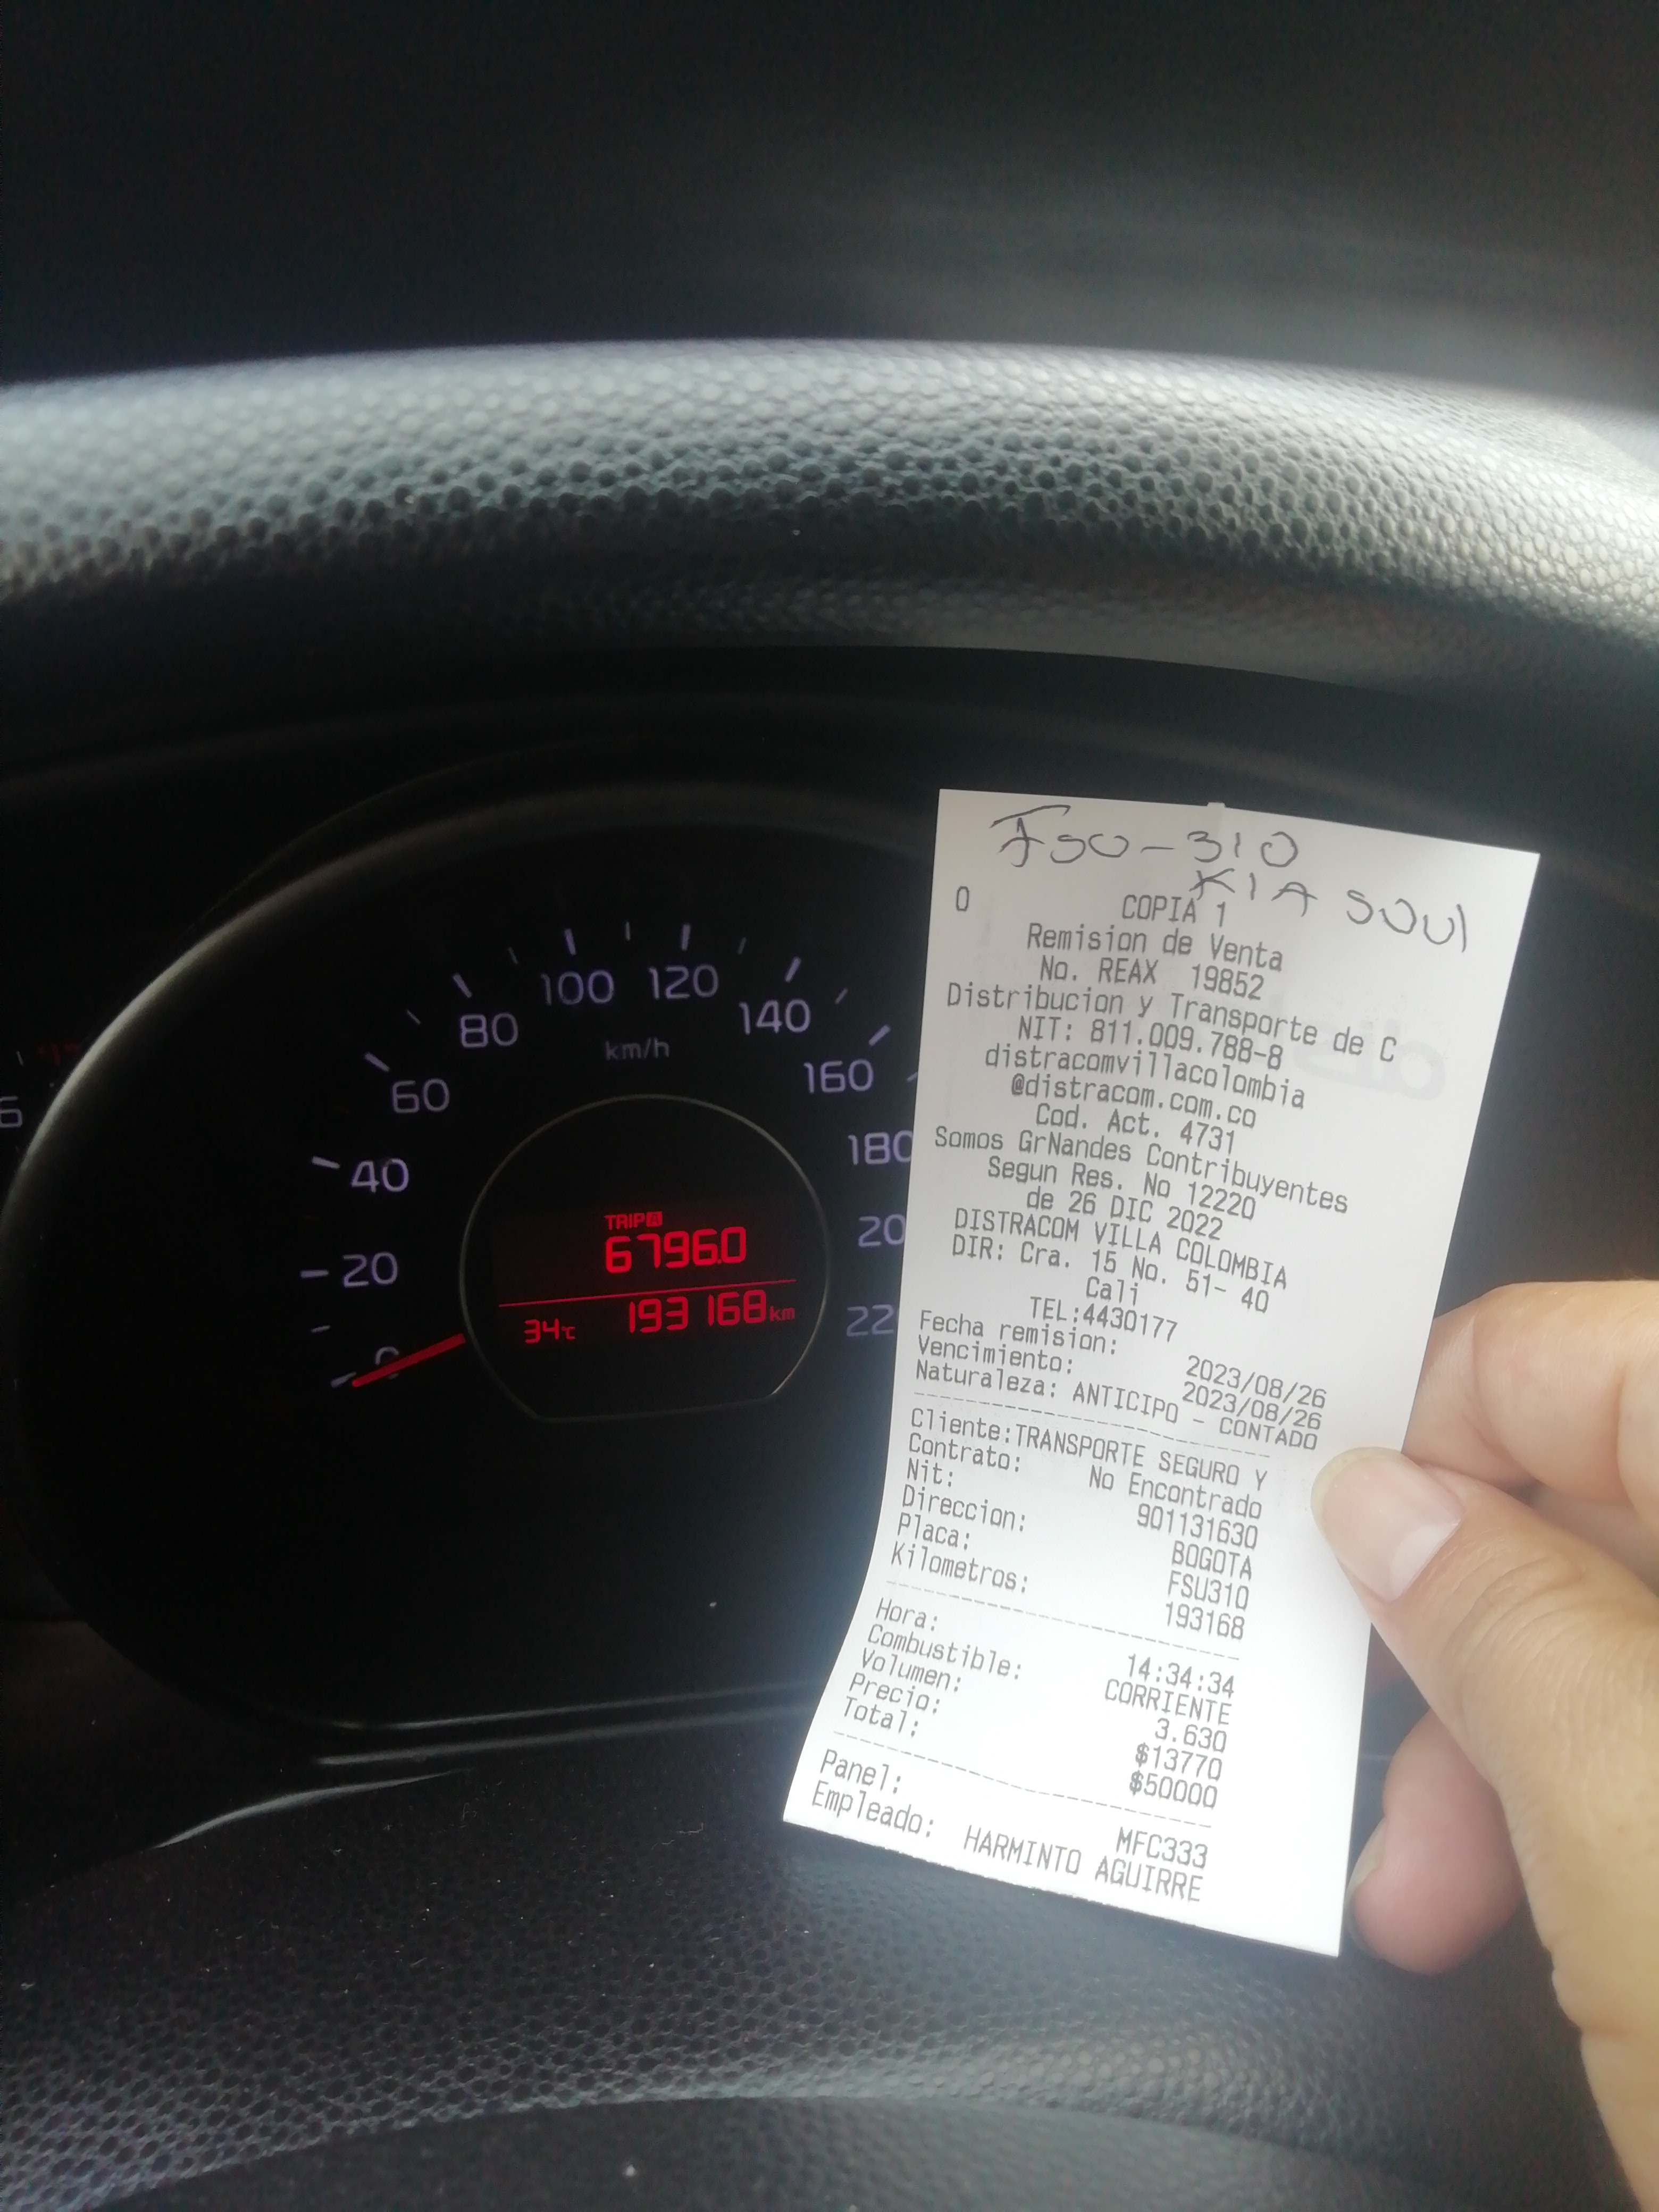 6
0
20
40
60
80
100
120
140
160
180
20
22
km/h
TRIP A
6796.0
34°C 193168km
FSU-310
KIA SOUl
0 COPIA 1
Remision de Venta
No. REAX 19852
Distribucion y Transporte de C
NIT: 811.009.788-8
distracomvillacolombia
@distracom.com.co
Cod. Act. 4731
Somos GrNandes Contribuyentes
Segun Res. No 12220
de 26 DIC 2022
DISTRACOM VILLA COLOMBIA
DIR: Cra. 15 No. 51- 40
Cali
TEL:4430177
Fecha remision: 2023/08/26
Vencimiento: 2023/08/26
Naturaleza: ANTICIPO - CONTADO
Cliente:TRANSPORTE SEGURO Y
Contrato: No Encontrado
Nit: 901131630
Direccion: BOGOTA
Placa: FSU310
Kilometros: 193168
Hora: 14:34:34
Combustible: CORRIENTE
Volumen: 3.630
Precio: $13770
Total: $50000
Panel: MFC333
Empleado: HARMINTO AGUIRRE